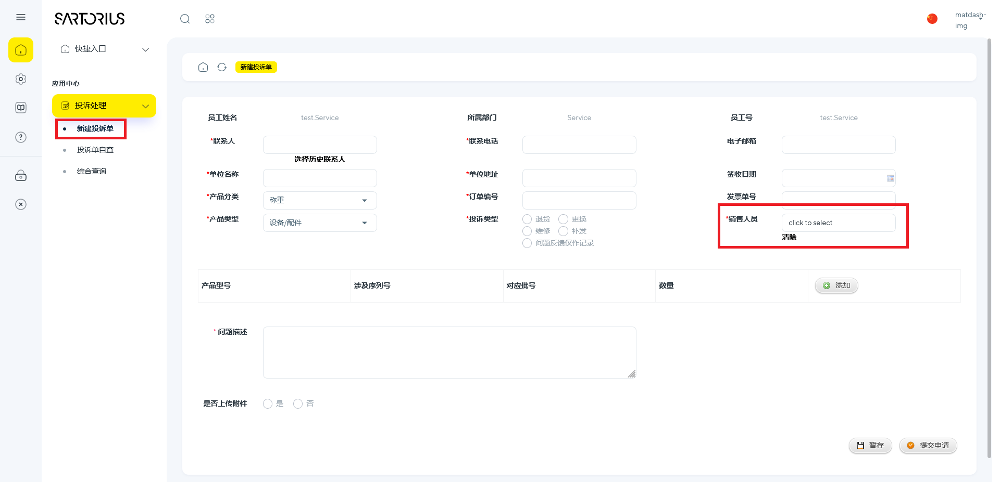 SARTORIUS
matdash-
img
快捷入口
应用中心
投诉处理
新建投诉单
投诉单自查
综合查询
新建投诉单
员工姓名 test.Service 所属部门 Service 员工号 test.Service
*联系人 *联系电话 电子邮箱
选择历史联系人
*单位名称 *单位地址 签收日期
*产品分类 称重 *订单编号 发票单号
*产品类型 设备/配件 *投诉类型 退货 更换 *销售人员 click to select
维修 补发
清除
问题反馈仅作记录
产品型号 涉及序列号 对应批号 数量 添加
* 问题描述
是否上传附件 是 否
暂存 提交申请